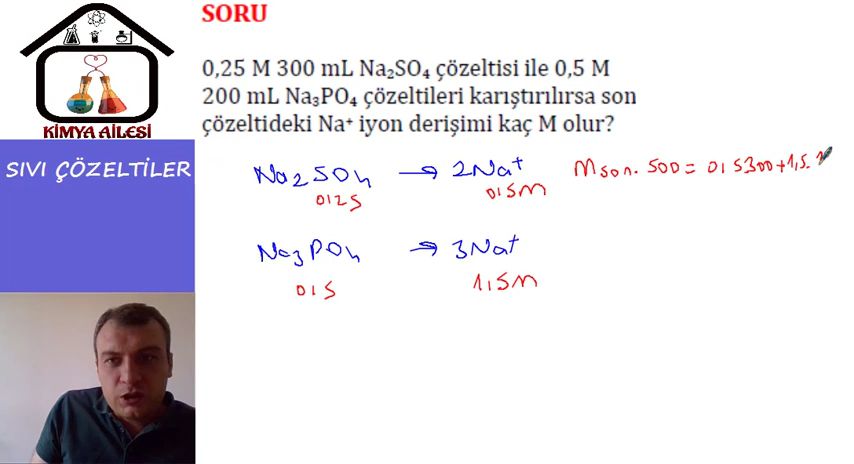 SORU
0,25 M 300 mL Na₂SO₄ çözeltisi ile 0,5 M
200 mL Na₃PO₄ çözeltileri karıştırılırsa son
çözeltideki Na⁺ iyon derişimi kaç M olur?
KİMYA AİLESİ
SIVI ÇÖZELTİLER
Na₂SO₄ → 2Na⁺ Mson. 500 = 0,5 300 + 1,5.
0,25 0,5M
Na₃PO₄ → 3Na⁺
0,5 1,5M